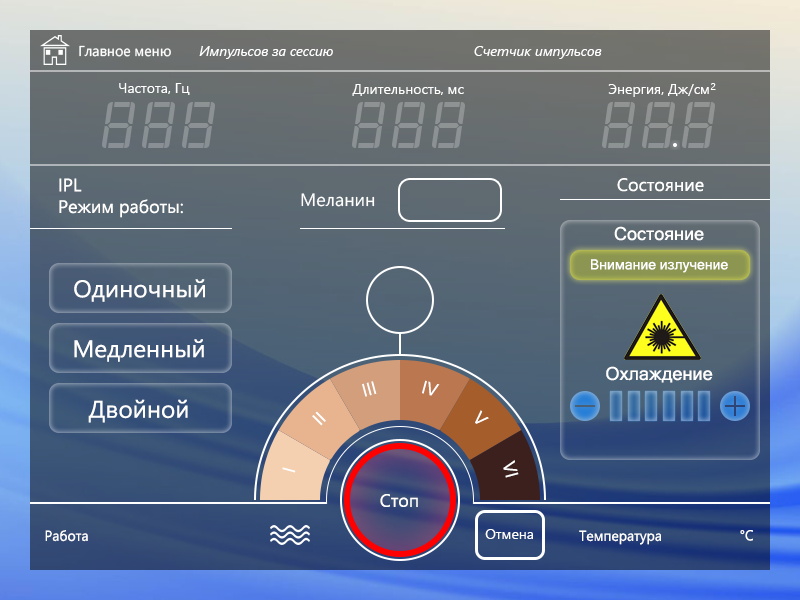 Главное меню
Импульсов за сессию
Счетчик импульсов
Частота, Гц
Длительность, мс
Энергия, Дж/см²
888
888
88.8
IPL
Режим работы:
Меланин
Состояние
Состояние
Внимание излучение
Одиночный
Медленный
Двойной
Охлаждение
I
II
III
IV
V
VI
Стоп
Работа
Отмена
Температура
°C